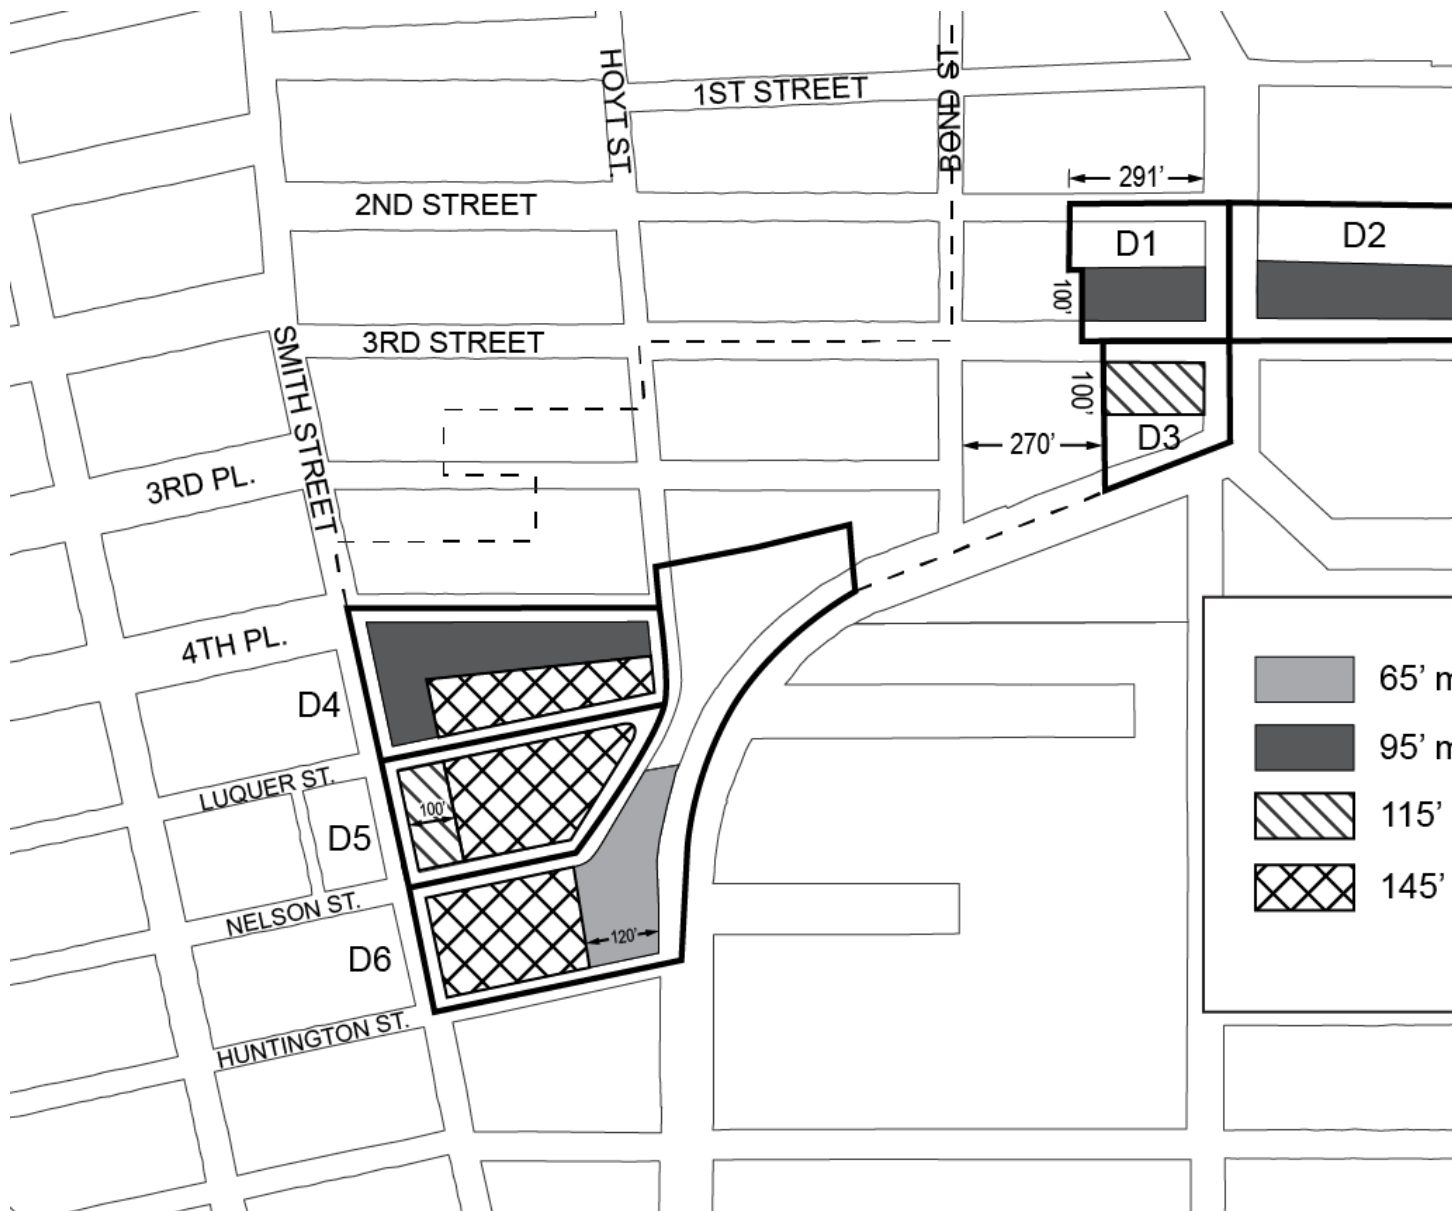 HOYT ST.
1ST STREET
BOND ST
291'
2ND STREET
D1
D2
100'
3RD STREET
SMITH STREET
100'
D3
270'
3RD PL.
4TH PL.
65' m
D4
95' m
LUQUER ST.
100'
115'
D5
145'
NELSON ST.
120'
D6
HUNTINGTON ST.